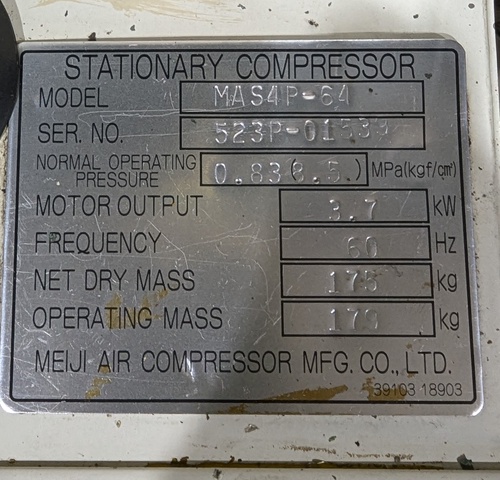 STATIONARY COMPRESSOR
MODEL MAS4P-64
SER. NO.
NORMAL OPERATING PRESSURE 0.83(8.5) MPa(kgf/cm²)
MOTOR OUTPUT 3.7 kW
FREQUENCY 60 Hz
NET DRY MASS 175 kg
OPERATING MASS kg
MEIJI AIR COMPRESSOR MFG. CO., LTD.
39103 18903